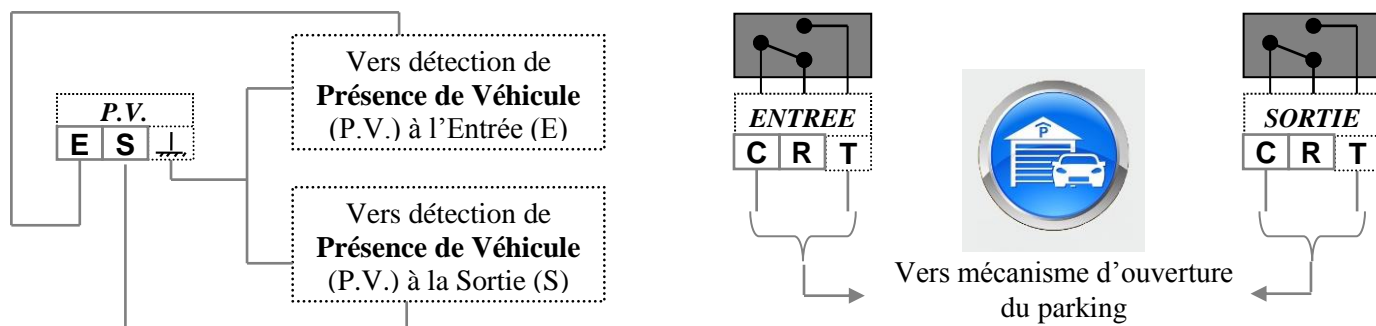 Vers détection de
Présence de Véhicule
(P.V.) à l’Entrée (E)
P.V.
E S
Vers détection de
Présence de Véhicule
(P.V.) à la Sortie (S)
ENTREE
C R T
P
SORTIE
C R T
Vers mécanisme d’ouverture
du parking